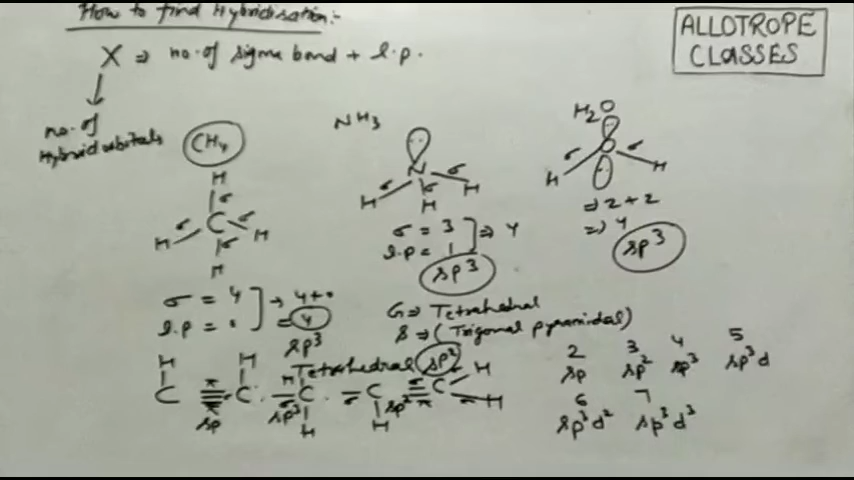 How to find Hybridisation:-
ALLOTROPE
CLASSES
X ⇒ no. of sigma bond + l.p.
no. of
Hybrid orbitals
CH4
H
σ
H σ C σ H
σ
H
σ = 4
l.p = 0
→ 4+0
= 4
sp3
Tetrahedral
NH3
N
H σ σ σ H
H
σ = 3
l.p = 1
⇒ 4
sp3
G ⇒ Tetrahedral
S ⇒ (Trigonal pyramidal)
H2O
O
H σ σ H
⇒ 2 + 2
⇒ 4
sp3
sp2
H H H H
C π C C σ C σ C H
π sp sp3 H H sp2 π
2 3 4 5
sp sp2 sp3 sp3d
6 7
sp3d2 sp3d3